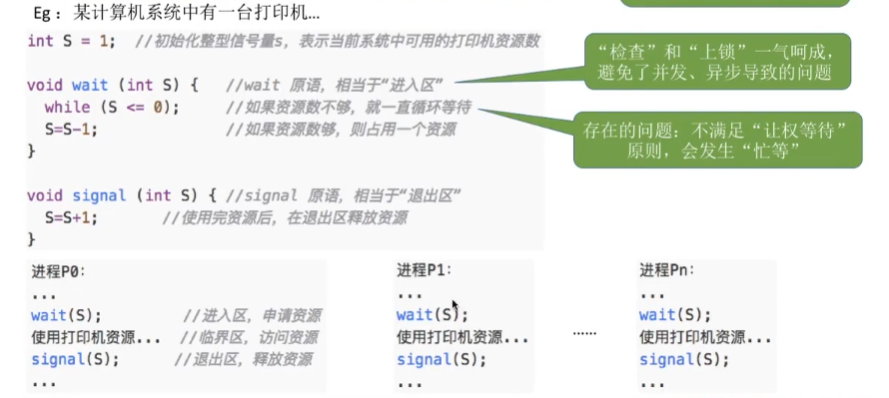 Eg：某计算机系统中有一台打印机...
int S = 1;  //初始化整型信号量s，表示当前系统中可用的打印机资源数
void wait (int S) {   //wait 原语，相当于“进入区”
while (S <= 0);      //如果资源数不够，就一直循环等待
S=S-1;               //如果资源数够，则占用一个资源
}
void signal (int S) { //signal 原语，相当于“退出区”
S=S+1;       //使用完资源后，在退出区释放资源
}
“检查”和“上锁”一气呵成，
避免了并发、异步导致的问题
存在的问题：不满足“让权等待”
原则，会发生“忙等”
进程P0：
...
wait(S);         //进入区，申请资源
使用打印机资源...  //临界区，访问资源
signal(S);       //退出区，释放资源
...
进程P1：
...
wait(S);
使用打印机资源...
signal(S);
...
......
进程Pn：
...
wait(S);
使用打印机资源...
signal(S);
...